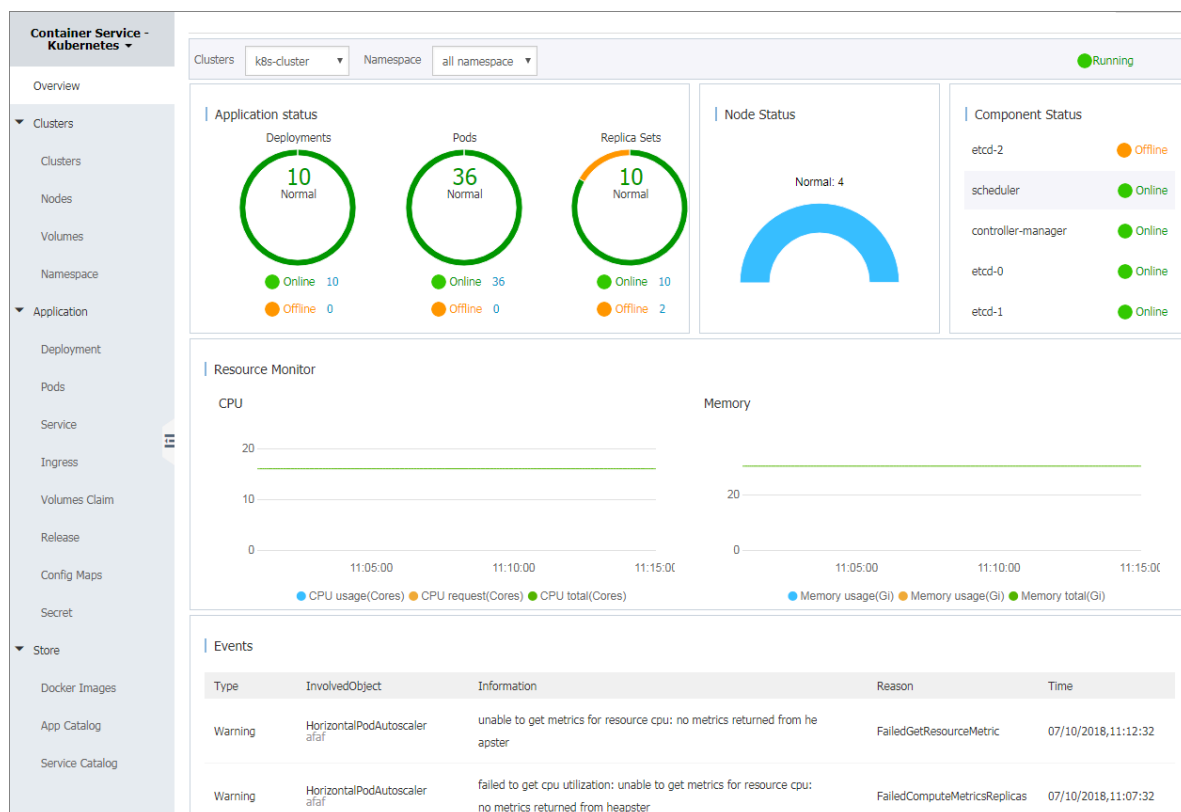 Container Service -
Kubernetes
Overview
Clusters
Clusters
Nodes
Volumes
Namespace
Application
Deployment
Pods
Service
Ingress
Volumes Claim
Release
Config Maps
Secret
Store
Docker Images
App Catalog
Service Catalog
Clusters k8s-cluster Namespace all namespace Running
Application status
Deployments
10
Normal
Online 10
Offline 0
Pods
36
Normal
Online 36
Offline 0
Replica Sets
10
Normal
Online 10
Offline 2
Node Status
Normal: 4
Component Status
etcd-2 Offline
scheduler Online
controller-manager Online
etcd-0 Online
etcd-1 Online
Resource Monitor
CPU
20
10
0
11:05:00 11:10:00 11:15:00
CPU usage(Cores) CPU request(Cores) CPU total(Cores)
Memory
20
0
11:05:00 11:10:00 11:15:00
Memory usage(Gi) Memory usage(Gi) Memory total(Gi)
Events
Type InvolvedObject Information Reason Time
Warning HorizontalPodAutoscaler afaf unable to get metrics for resource cpu: no metrics returned from he
apster FailedGetResourceMetric 07/10/2018,11:12:32
Warning HorizontalPodAutoscaler afaf failed to get cpu utilization: unable to get metrics for resource cpu:
no metrics returned from heapster FailedComputeMetricsReplicas 07/10/2018,11:07:32